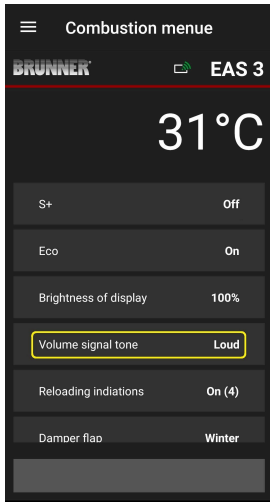 Combustion menue
BRUNNER EAS 3
31°C
S+ Off
Eco On
Brightness of display 100%
Volume signal tone Loud
Reloading indiations On (4)
Damper flap Winter